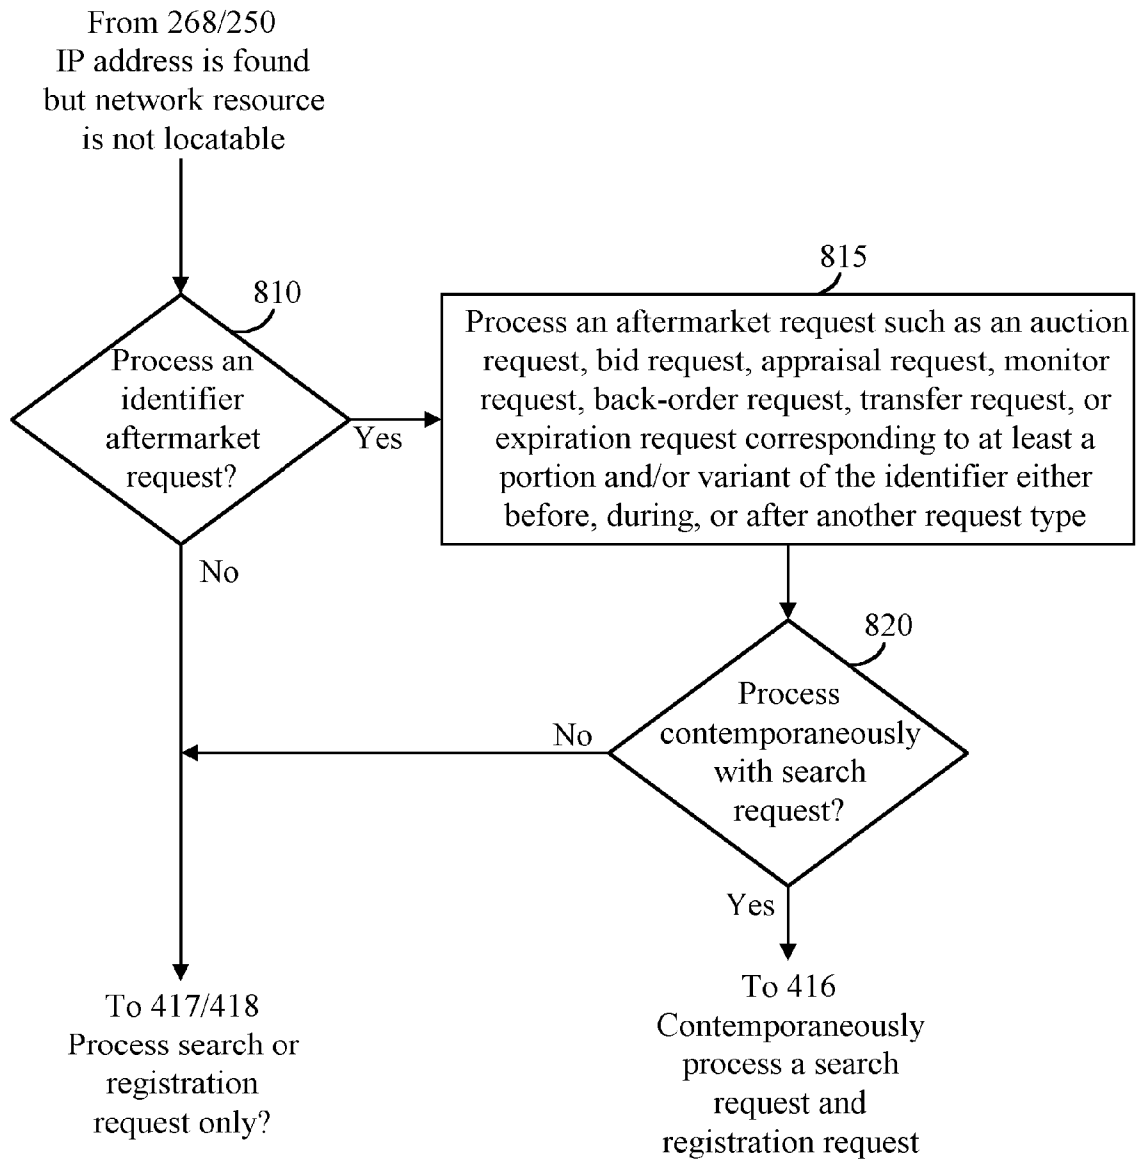 From 268/250
IP address is found
but network resource
is not locatable
810
Process an
identifier
aftermarket
request?
Yes
No
815
Process an aftermarket request such as an auction
request, bid request, appraisal request, monitor
request, back-order request, transfer request, or
expiration request corresponding to at least a
portion and/or variant of the identifier either
before, during, or after another request type
820
Process
contemporaneously
with search
request?
No
Yes
To 417/418
Process search or
registration
request only?
To 416
Contemporaneously
process a search
request and
registration request